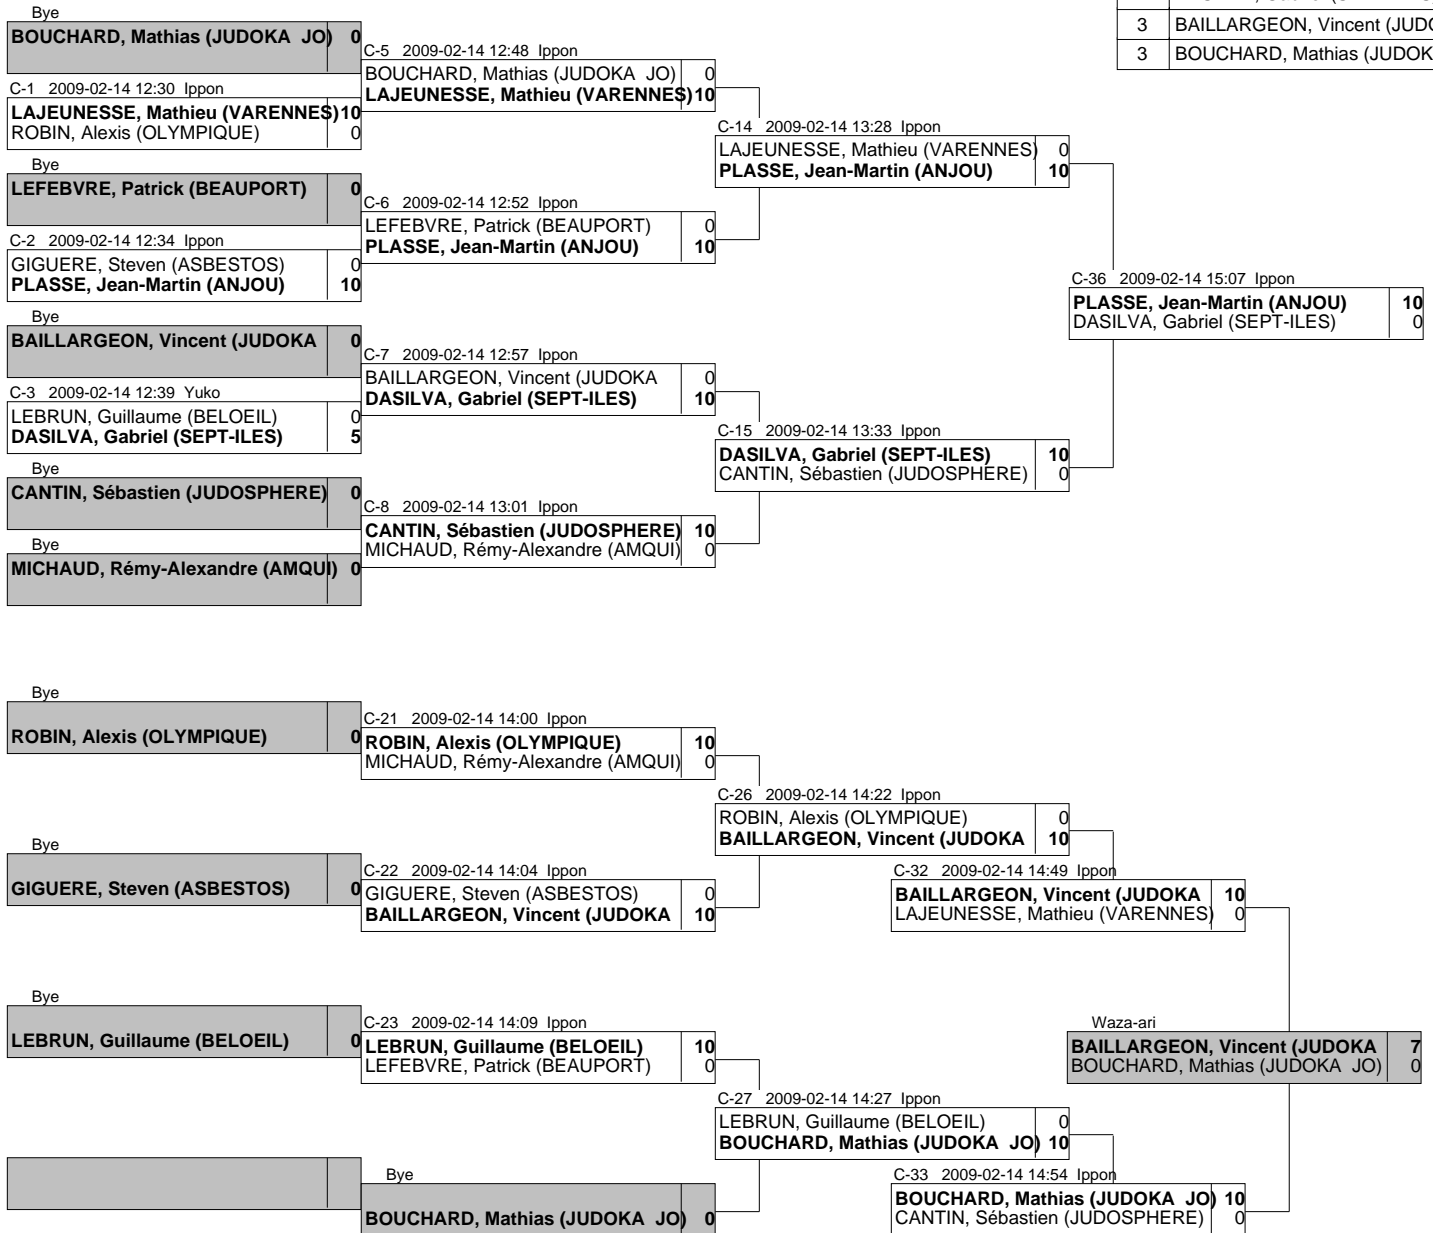 Bye
BOUCHARD, Mathias (JUDOKA JO) 0
C-1 2009-02-14 12:30 Ippon
LAJEUNESSE, Mathieu (VARENNES) 10
ROBIN, Alexis (OLYMPIQUE) 0
Bye
LEFEBVRE, Patrick (BEAUPORT) 0
C-2 2009-02-14 12:34 Ippon
GIGUERE, Steven (ASBESTOS) 0
PLASSE, Jean-Martin (ANJOU) 10
Bye
BAILLARGEON, Vincent (JUDOKA 0
C-3 2009-02-14 12:39 Yuko
LEBRUN, Guillaume (BELOEIL) 0
DASILVA, Gabriel (SEPT-ILES) 5
Bye
CANTIN, Sébastien (JUDOSPHERE) 0
Bye
MICHAUD, Rémy-Alexandre (AMQUI) 0
C-5 2009-02-14 12:48 Ippon
BOUCHARD, Mathias (JUDOKA JO) 0
LAJEUNESSE, Mathieu (VARENNES) 10
C-6 2009-02-14 12:52 Ippon
LEFEBVRE, Patrick (BEAUPORT) 0
PLASSE, Jean-Martin (ANJOU) 10
C-7 2009-02-14 12:57 Ippon
BAILLARGEON, Vincent (JUDOKA 0
DASILVA, Gabriel (SEPT-ILES) 10
C-8 2009-02-14 13:01 Ippon
CANTIN, Sébastien (JUDOSPHERE) 10
MICHAUD, Rémy-Alexandre (AMQUI) 0
C-14 2009-02-14 13:28 Ippon
LAJEUNESSE, Mathieu (VARENNES) 0
PLASSE, Jean-Martin (ANJOU) 10
C-15 2009-02-14 13:33 Ippon
DASILVA, Gabriel (SEPT-ILES) 10
CANTIN, Sébastien (JUDOSPHERE) 0
3 BAILLARGEON, Vincent (JUDO
3 BOUCHARD, Mathias (JUDOK
C-36 2009-02-14 15:07 Ippon
PLASSE, Jean-Martin (ANJOU) 10
DASILVA, Gabriel (SEPT-ILES) 0
Bye
ROBIN, Alexis (OLYMPIQUE) 0
Bye
GIGUERE, Steven (ASBESTOS) 0
Bye
LEBRUN, Guillaume (BELOEIL) 0
C-21 2009-02-14 14:00 Ippon
ROBIN, Alexis (OLYMPIQUE) 10
MICHAUD, Rémy-Alexandre (AMQUI) 0
C-22 2009-02-14 14:04 Ippon
GIGUERE, Steven (ASBESTOS) 0
BAILLARGEON, Vincent (JUDOKA 10
C-23 2009-02-14 14:09 Ippon
LEBRUN, Guillaume (BELOEIL) 10
LEFEBVRE, Patrick (BEAUPORT) 0
Bye
BOUCHARD, Mathias (JUDOKA JO) 0
C-26 2009-02-14 14:22 Ippon
ROBIN, Alexis (OLYMPIQUE) 0
BAILLARGEON, Vincent (JUDOKA 10
C-27 2009-02-14 14:27 Ippon
LEBRUN, Guillaume (BELOEIL) 0
BOUCHARD, Mathias (JUDOKA JO) 10
C-32 2009-02-14 14:49 Ippon
BAILLARGEON, Vincent (JUDOKA 10
LAJEUNESSE, Mathieu (VARENNES) 0
C-33 2009-02-14 14:54 Ippon
BOUCHARD, Mathias (JUDOKA JO) 10
CANTIN, Sébastien (JUDOSPHERE) 0
Waza-ari
BAILLARGEON, Vincent (JUDOKA 7
BOUCHARD, Mathias (JUDOKA JO) 0